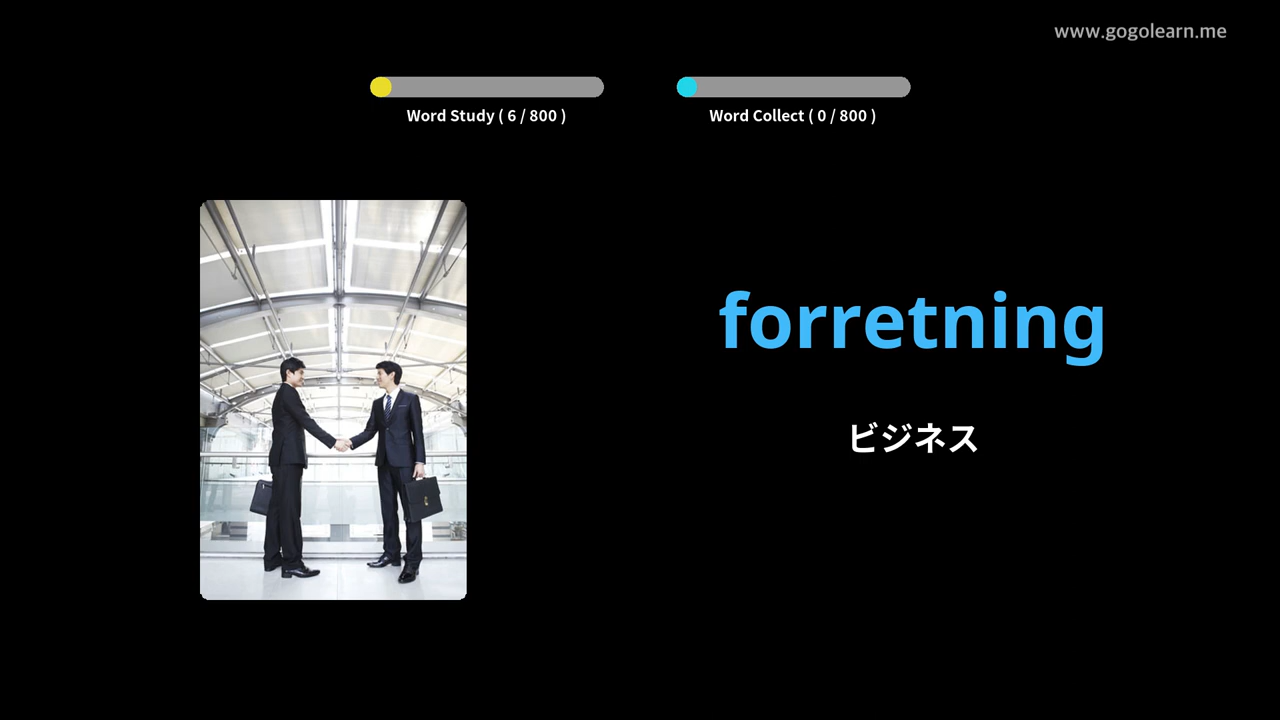 www.gogolearn.me
Word Study ( 6 / 800 )
Word Collect ( 0 / 800 )
forretning
ビジネス